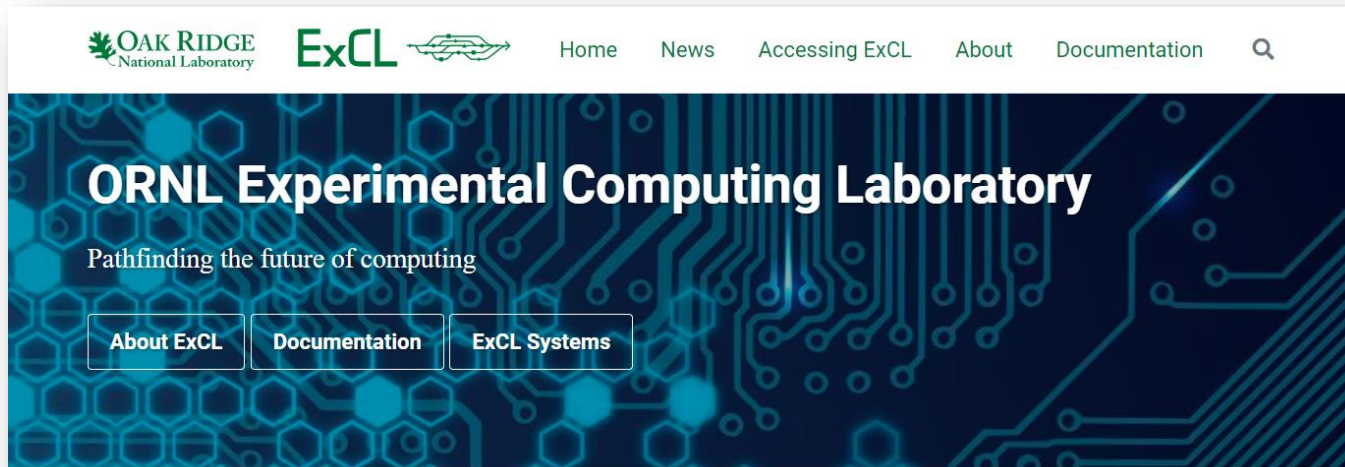 OAK RIDGE
National Laboratory
ExCL
Home News Accessing ExCL About Documentation
ORNL Experimental Computing Laboratory
Pathfinding the future of computing
About ExCL Documentation ExCL Systems